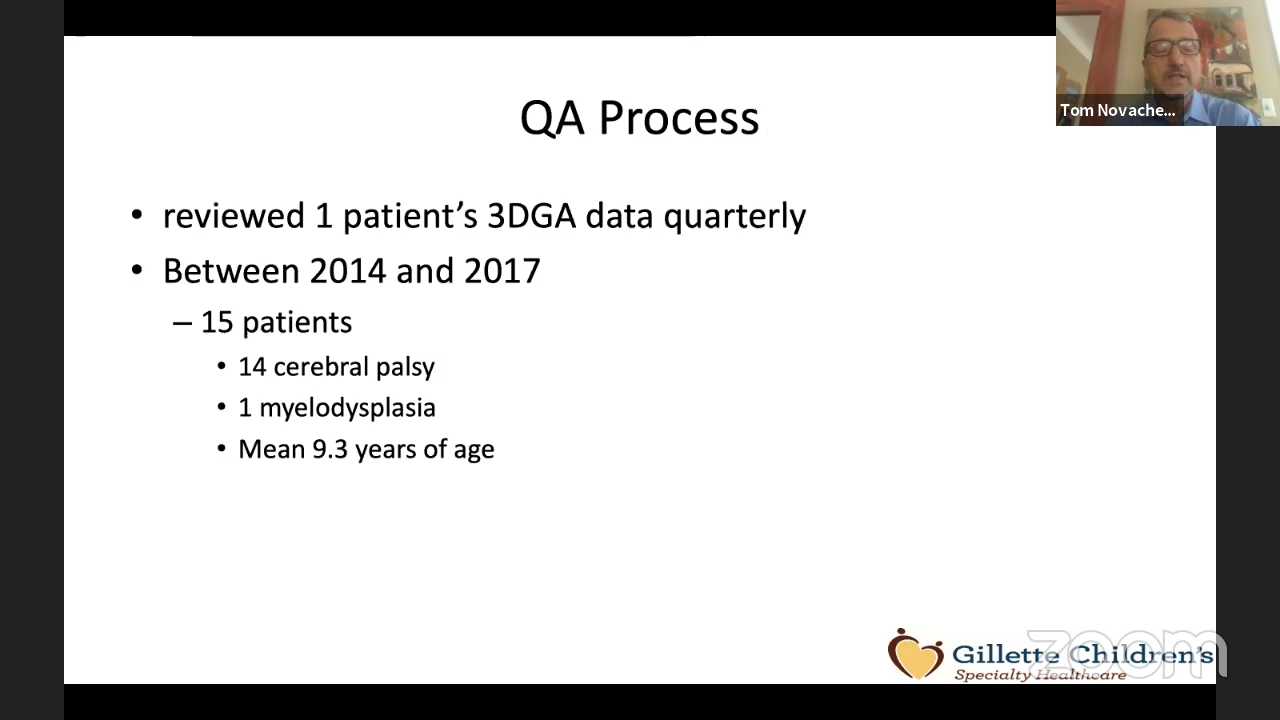 QA Process
Tom Novache...
• reviewed 1 patient's 3DGA data quarterly
• Between 2014 and 2017
– 15 patients
• 14 cerebral palsy
• 1 myelodysplasia
• Mean 9.3 years of age
Gillette Children's
Specialty Healthcare
zoom